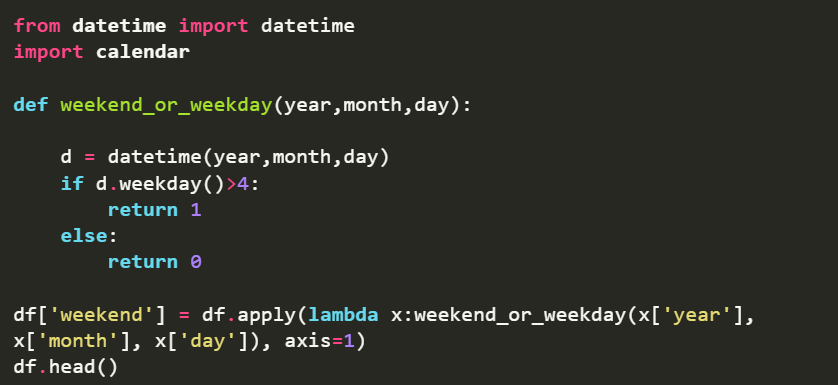 from datetime import datetime
import calendar

def weekend_or_weekday(year,month,day):

    d = datetime(year,month,day)
    if d.weekday()>4:
        return 1
    else:
        return 0

df['weekend'] = df.apply(lambda x:weekend_or_weekday(x['year'],
x['month'], x['day']), axis=1)
df.head()